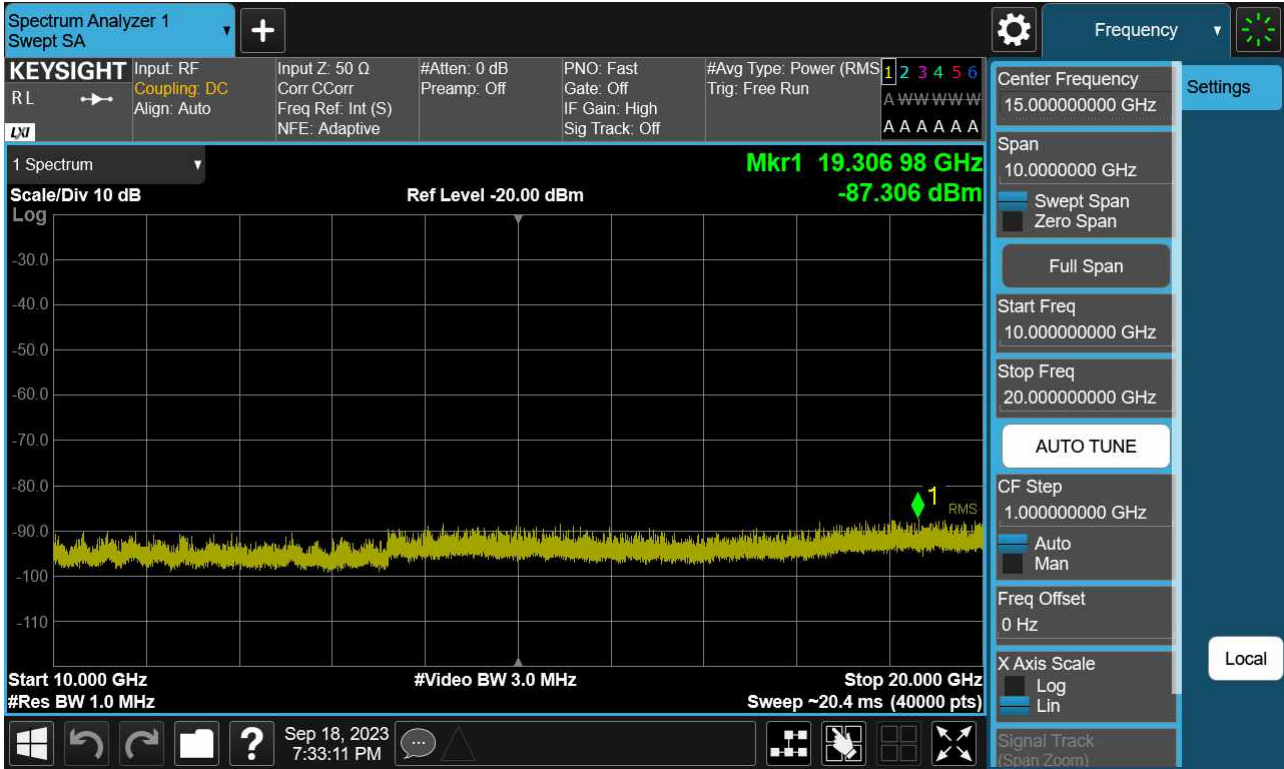 Spectrum Analyzer 1
Swept SA
Frequency
KEYSIGHT
R L
LXI
Input: RF
Coupling: DC
Align: Auto
Input Z: 50 Ω
Corr CCorr
Freq Ref: Int (S)
NFE: Adaptive
#Atten: 0 dB
Preamp: Off
PNO: Fast
Gate: Off
IF Gain: High
Sig Track: Off
#Avg Type: Power (RMS
Trig: Free Run
1 2 3 4 5 6
A W W W W W
A A A A A A
1 Spectrum
Scale/Div 10 dB
Log
Ref Level -20.00 dBm
Mkr1 19.306 98 GHz
-87.306 dBm
-30.0
-40.0
-50.0
-60.0
-70.0
-80.0
-90.0
-100
-110
1
RMS
Start 10.000 GHz
#Res BW 1.0 MHz
#Video BW 3.0 MHz
Stop 20.000 GHz
Sweep ~20.4 ms (40000 pts)
Center Frequency
15.000000000 GHz
Span
10.0000000 GHz
Swept Span
Zero Span
Full Span
Start Freq
10.000000000 GHz
Stop Freq
20.000000000 GHz
AUTO TUNE
CF Step
1.000000000 GHz
Auto
Man
Freq Offset
0 Hz
X Axis Scale
Log
Lin
Signal Track
(Span Zoom)
Settings
Local
?
Sep 18, 2023
7:33:11 PM